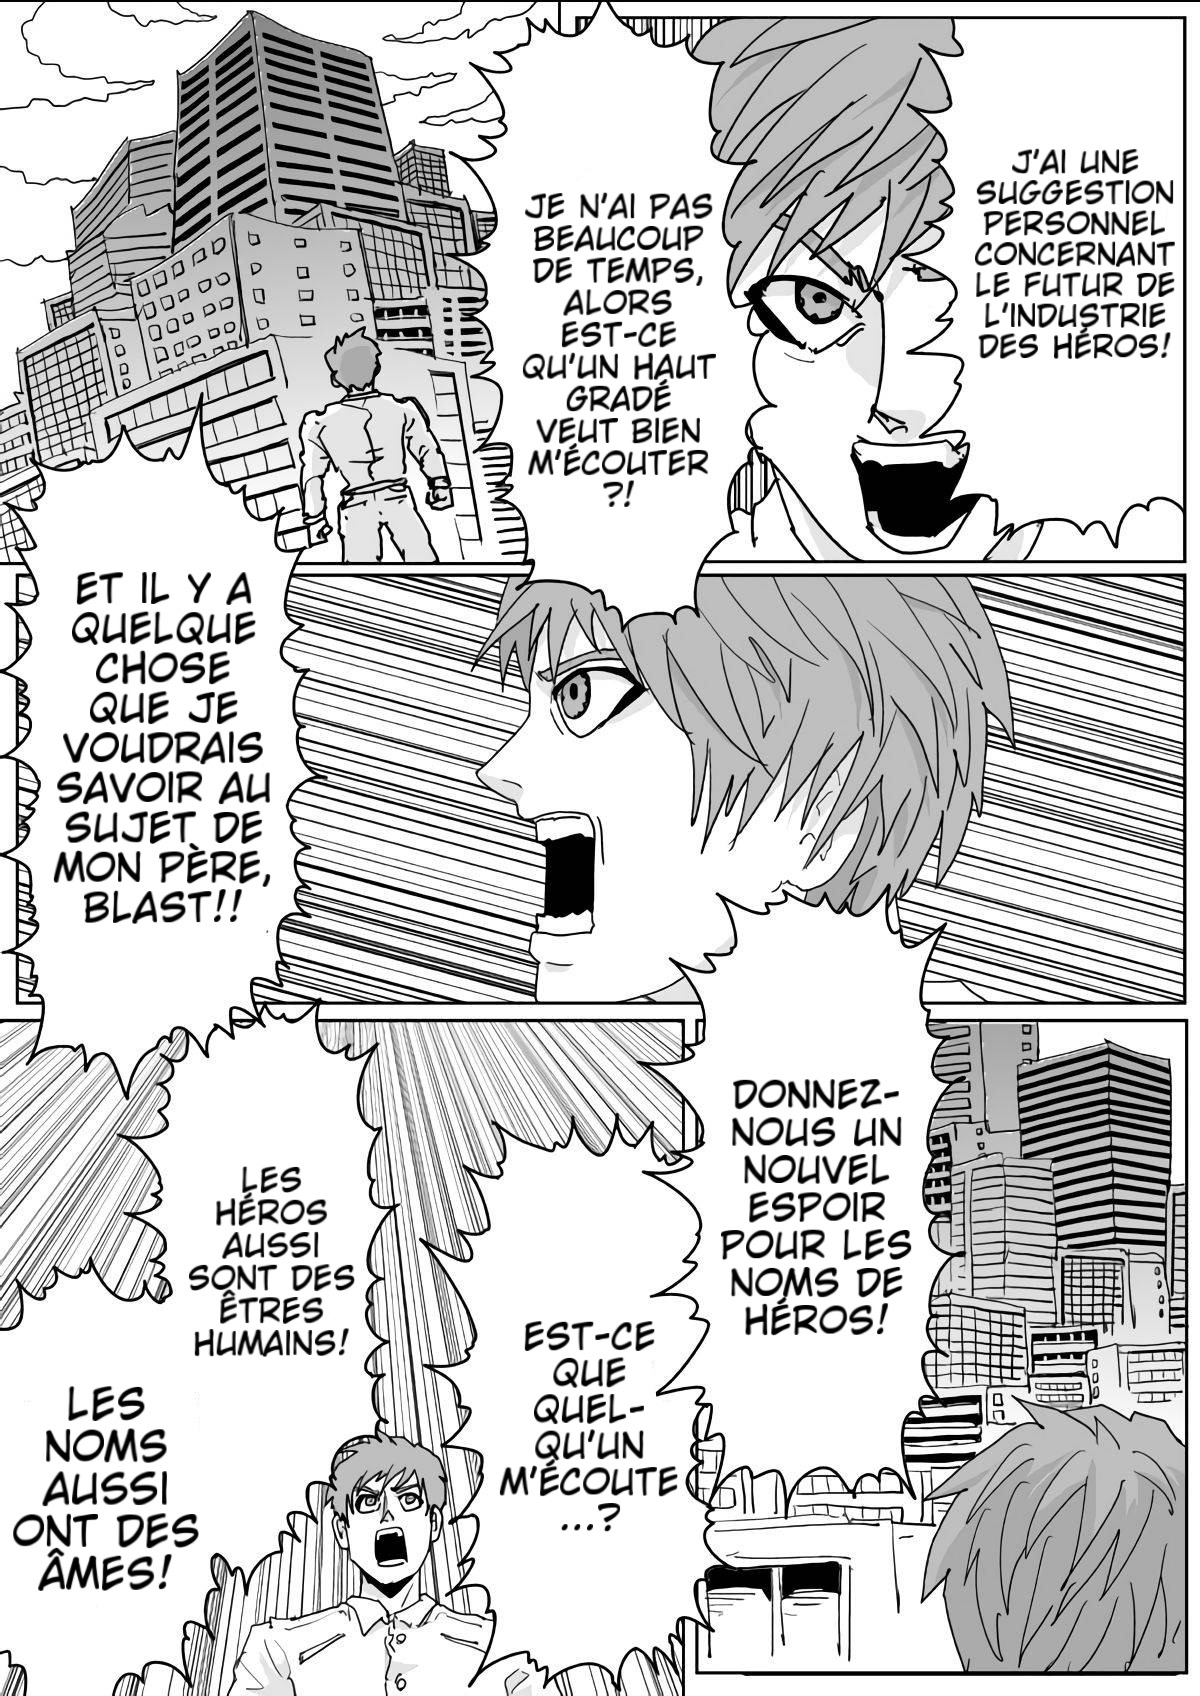 J'AI UNE
SUGGESTION
PERSONNEL
CONCERNANT
LE FUTUR DE
L'INDUSTRIE
DES HÉROS!
JE N'AI PAS
BEAUCOUP
DE TEMPS,
ALORS
EST-CE
QU'UN HAUT
GRADÉ
VEUT BIEN
M'ÉCOUTER
?!
ET IL Y A
QUELQUE
CHOSE
QUE JE
VOUDRAIS
SAVOIR AU
SUJET DE
MON PÈRE,
BLAST!!
DONNEZ-
NOUS UN
NOUVEL
ESPOIR
POUR LES
NOMS DE
HÉROS!
EST-CE
QUE
QUEL-
QU'UN
M'ÉCOUTE
...?
LES
HÉROS
AUSSI
SONT DES
ÊTRES
HUMAINS!
LES
NOMS
AUSSI
ONT DES
ÂMES!